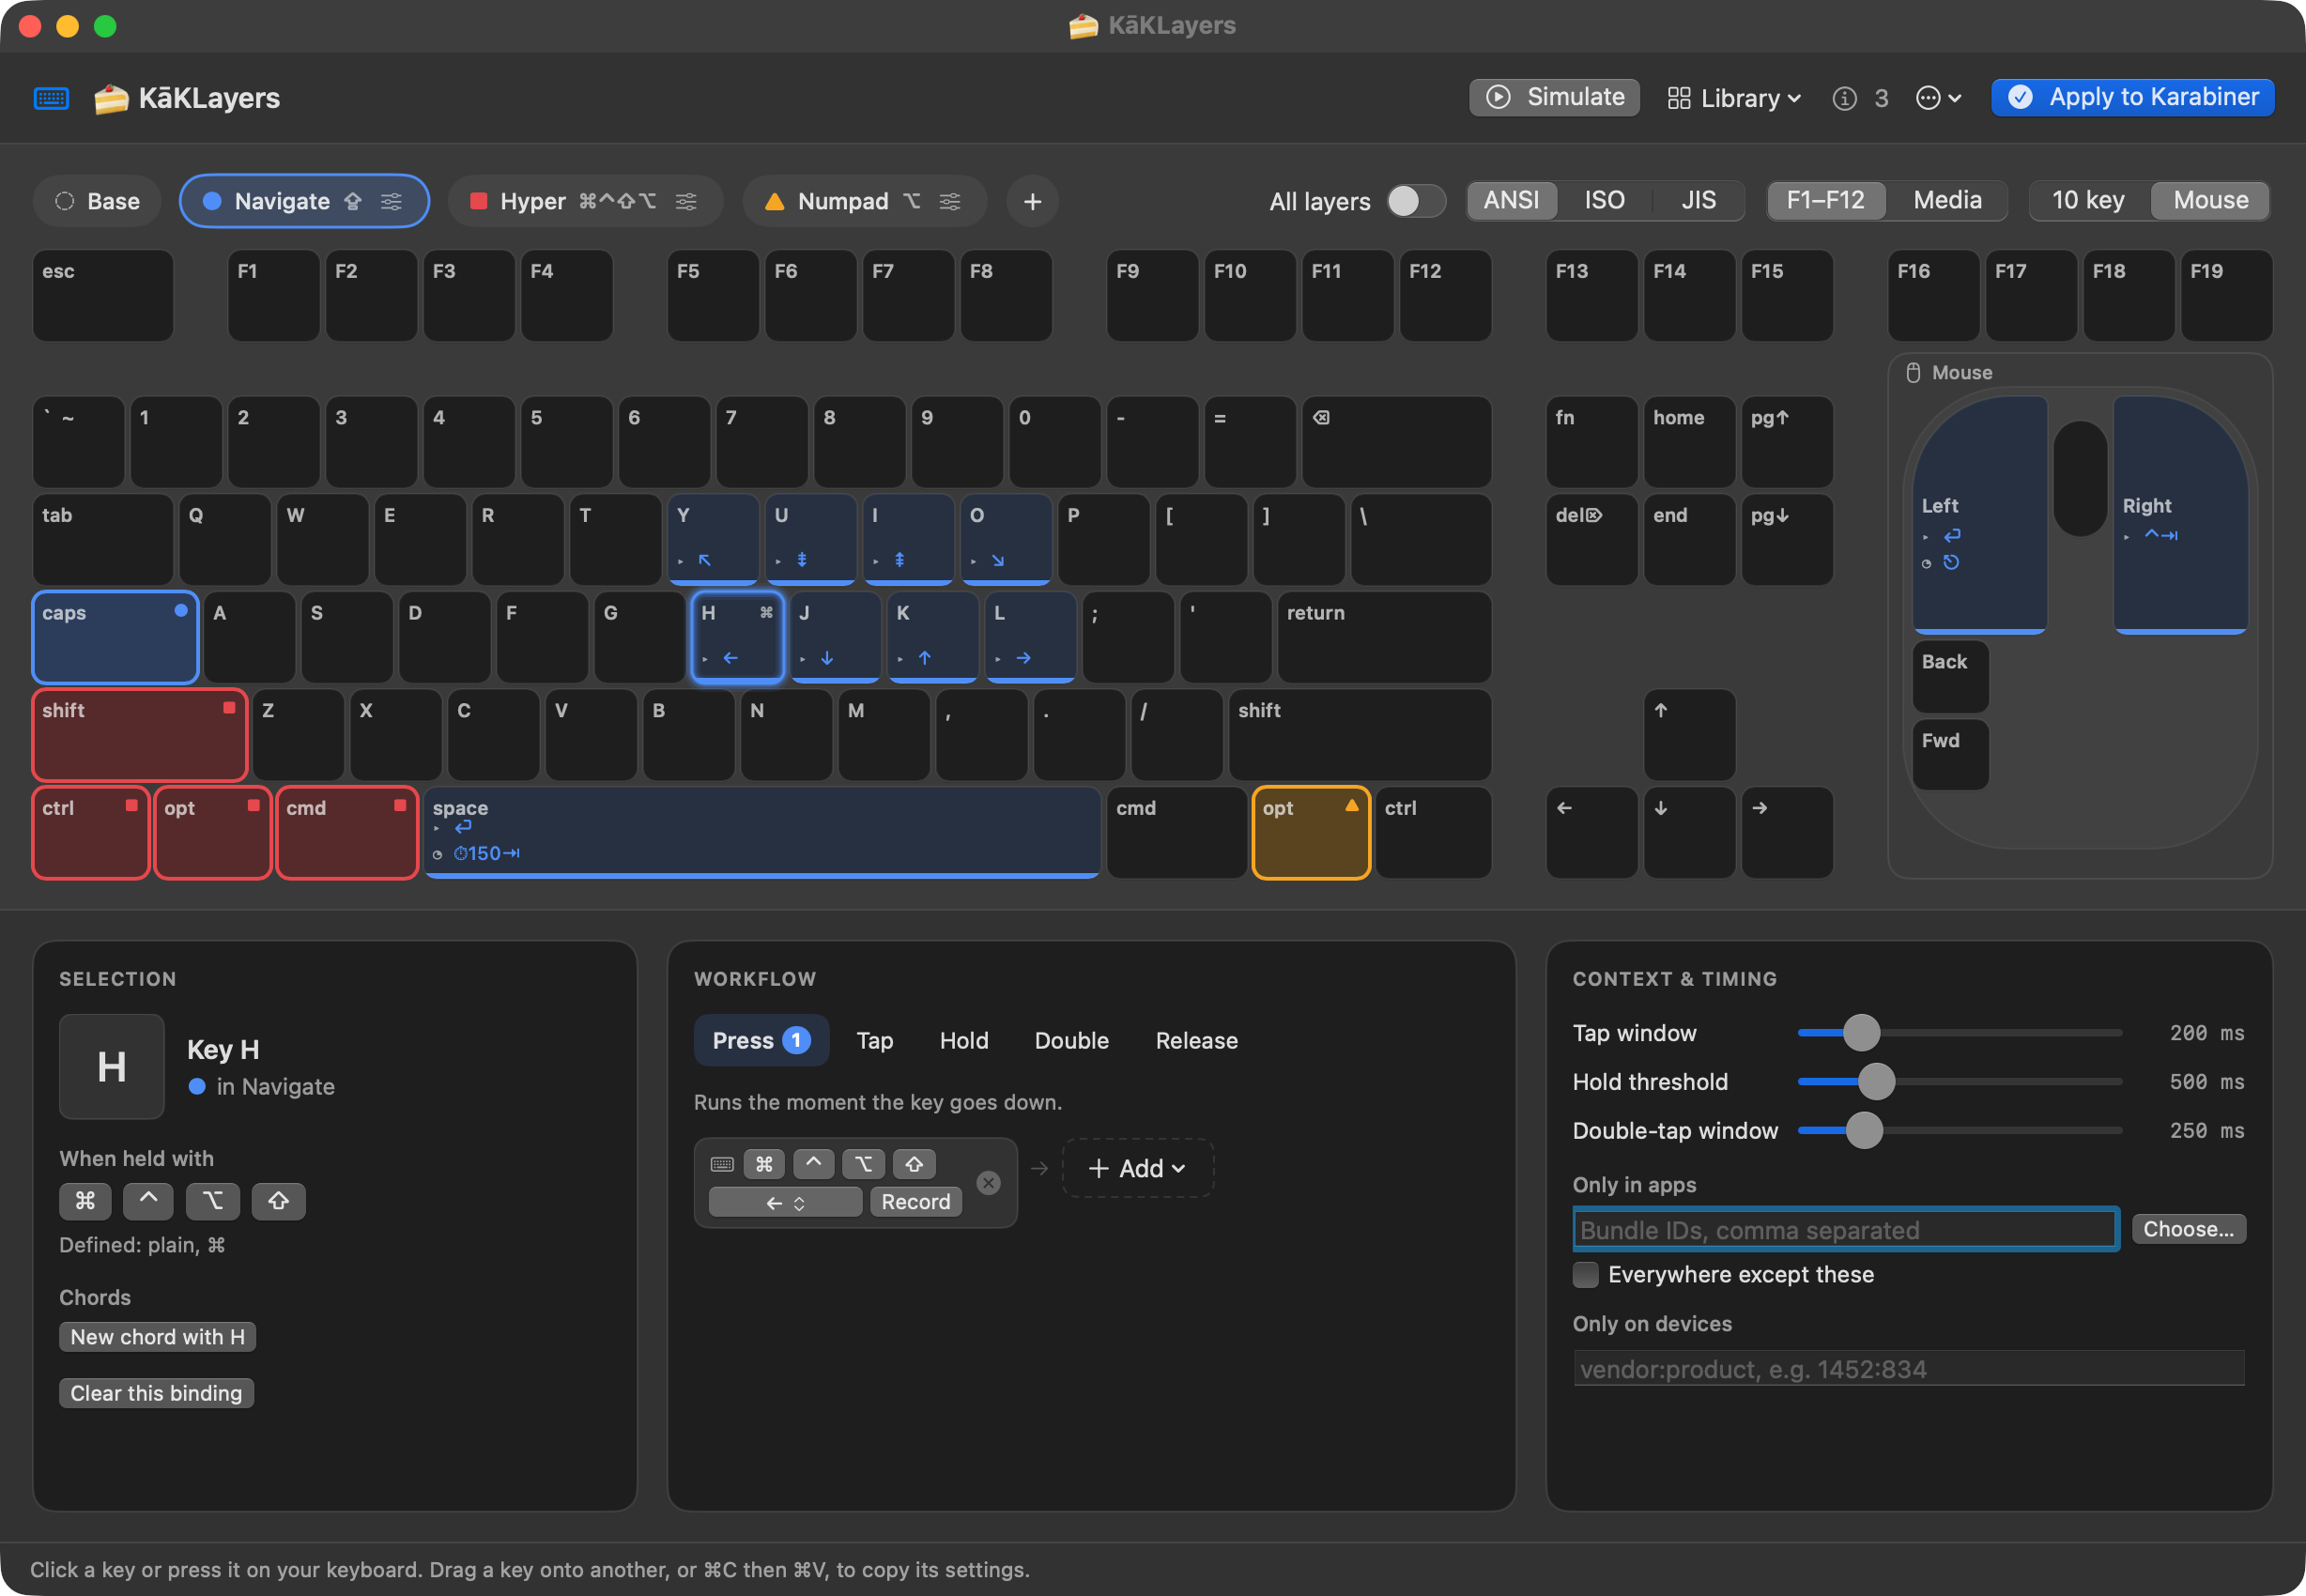 KāKLayers
KāKLayers
Simulate
Library
3
Apply to Karabiner
Base
Navigate
Hyper ⌘^⇧⌥
Numpad ⌥
+
All layers
ANSI ISO JIS
F1–F12 Media
10 key Mouse
esc F1 F2 F3 F4 F5 F6 F7 F8 F9 F10 F11 F12 F13 F14 F15 F16 F17 F18 F19
Mouse
` ~ 1 2 3 4 5 6 7 8 9 0 - = ⌫ fn home pg↑
tab Q W E R T Y U I O P [ ] \ del⌦ end pg↓
↖ ⇟ ⇞ ↘
Left Right
↩ ^⇥
caps A S D F G H ⌘ J K L ; ' return
← ↓ ↑ →
Back
shift Z X C V B N M , . / shift ↑
Fwd
ctrl opt cmd space cmd opt ctrl ← ↓ →
↩
⏱150⇥
SELECTION
H
Key H
in Navigate
When held with
⌘ ^ ⌥ ⇧
Defined: plain, ⌘
Chords
New chord with H
Clear this binding
WORKFLOW
Press 1 Tap Hold Double Release
Runs the moment the key goes down.
⌘ ^ ⌥ ⇧
← Record
→ + Add
CONTEXT & TIMING
Tap window 200 ms
Hold threshold 500 ms
Double-tap window 250 ms
Only in apps
Bundle IDs, comma separated Choose...
Everywhere except these
Only on devices
vendor:product, e.g. 1452:834
Click a key or press it on your keyboard. Drag a key onto another, or ⌘C then ⌘V, to copy its settings.